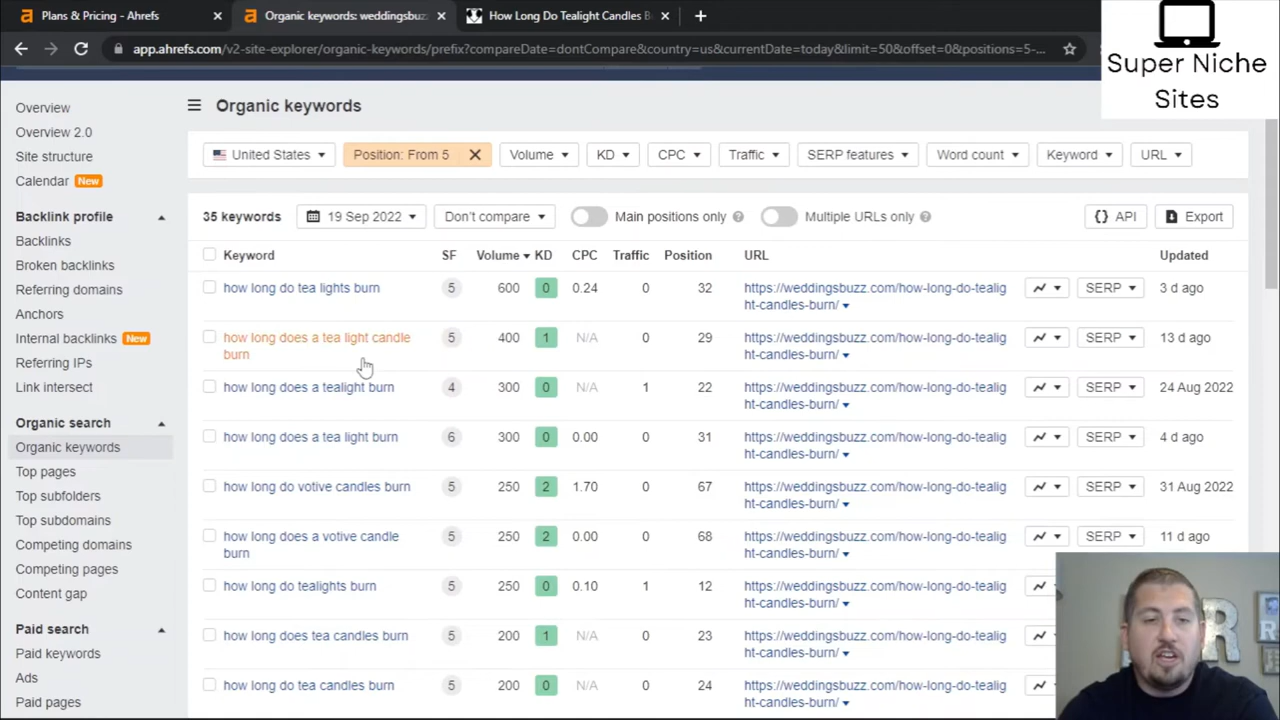 Plans & Pricing - Ahrefs
Organic keywords: weddingsbuzz
How Long Do Tealight Candles B
app.ahrefs.com/v2-site-explorer/organic-keywords/prefix?compareDate=dontCompare&country=us&currentDate=today&limit=50&offset=0&positions=5-...
Super Niche
Sites
Overview
Overview 2.0
Site structure
Calendar New
Backlink profile
Backlinks
Broken backlinks
Referring domains
Anchors
Internal backlinks New
Referring IPs
Link intersect
Organic search
Organic keywords
Top pages
Top subfolders
Top subdomains
Competing domains
Competing pages
Content gap
Paid search
Paid keywords
Ads
Paid pages
Organic keywords
United States Position: From 5 Volume KD CPC Traffic SERP features Word count Keyword URL
35 keywords 19 Sep 2022 Don't compare Main positions only ? Multiple URLs only ? {} API Export
Keyword SF Volume KD CPC Traffic Position URL Updated
how long do tea lights burn 5 600 0 0.24 0 32 https://weddingsbuzz.com/how-long-do-tealig SERP 3 d ago
ht-candles-burn/
how long does a tea light candle 5 400 1 N/A 0 29 https://weddingsbuzz.com/how-long-do-tealig SERP 13 d ago
burn ht-candles-burn/
how long does a tealight burn 4 300 0 N/A 1 22 https://weddingsbuzz.com/how-long-do-tealig SERP 24 Aug 2022
ht-candles-burn/
how long does a tea light burn 6 300 0 0.00 0 31 https://weddingsbuzz.com/how-long-do-tealig SERP 4 d ago
ht-candles-burn/
how long do votive candles burn 5 250 2 1.70 0 67 https://weddingsbuzz.com/how-long-do-tealig SERP 31 Aug 2022
ht-candles-burn/
how long does a votive candle 5 250 2 0.00 0 68 https://weddingsbuzz.com/how-long-do-tealig SERP 11 d ago
burn ht-candles-burn/
how long do tealights burn 5 250 0 0.10 1 12 https://weddingsbuzz.com/how-long-do-tealig
ht-candles-burn/
how long does tea candles burn 5 200 1 N/A 0 23 https://weddingsbuzz.com/how-long-do-tealig
ht-candles-burn/
how long do tea candles burn 5 200 0 N/A 0 24 https://weddingsbuzz.com/how-long-do-tealig
ht-candles-burn/